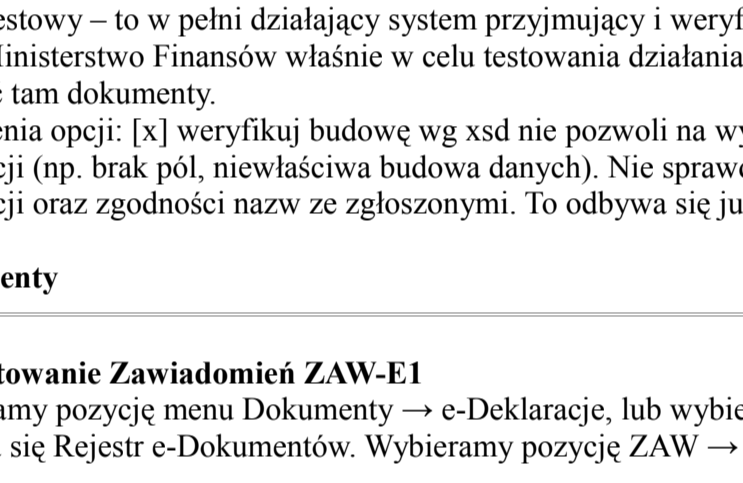 estowy – to w pełni działający system przyjmujący i weryf
Ministerstwo Finansów właśnie w celu testowania działania
tam dokumenty.
enia opcji: [x] weryfikuj budowę wg xsd nie pozwoli na wy
cji (np. brak pól, niewłaściwa budowa danych). Nie sprawd
cji oraz zgodności nazw ze zgłoszonymi. To odbywa się ju
enty
towanie Zawiadomień ZAW-E1
amy pozycję menu Dokumenty → e-Deklaracje, lub wybie
się Rejestr e-Dokumentów. Wybieramy pozycję ZAW →